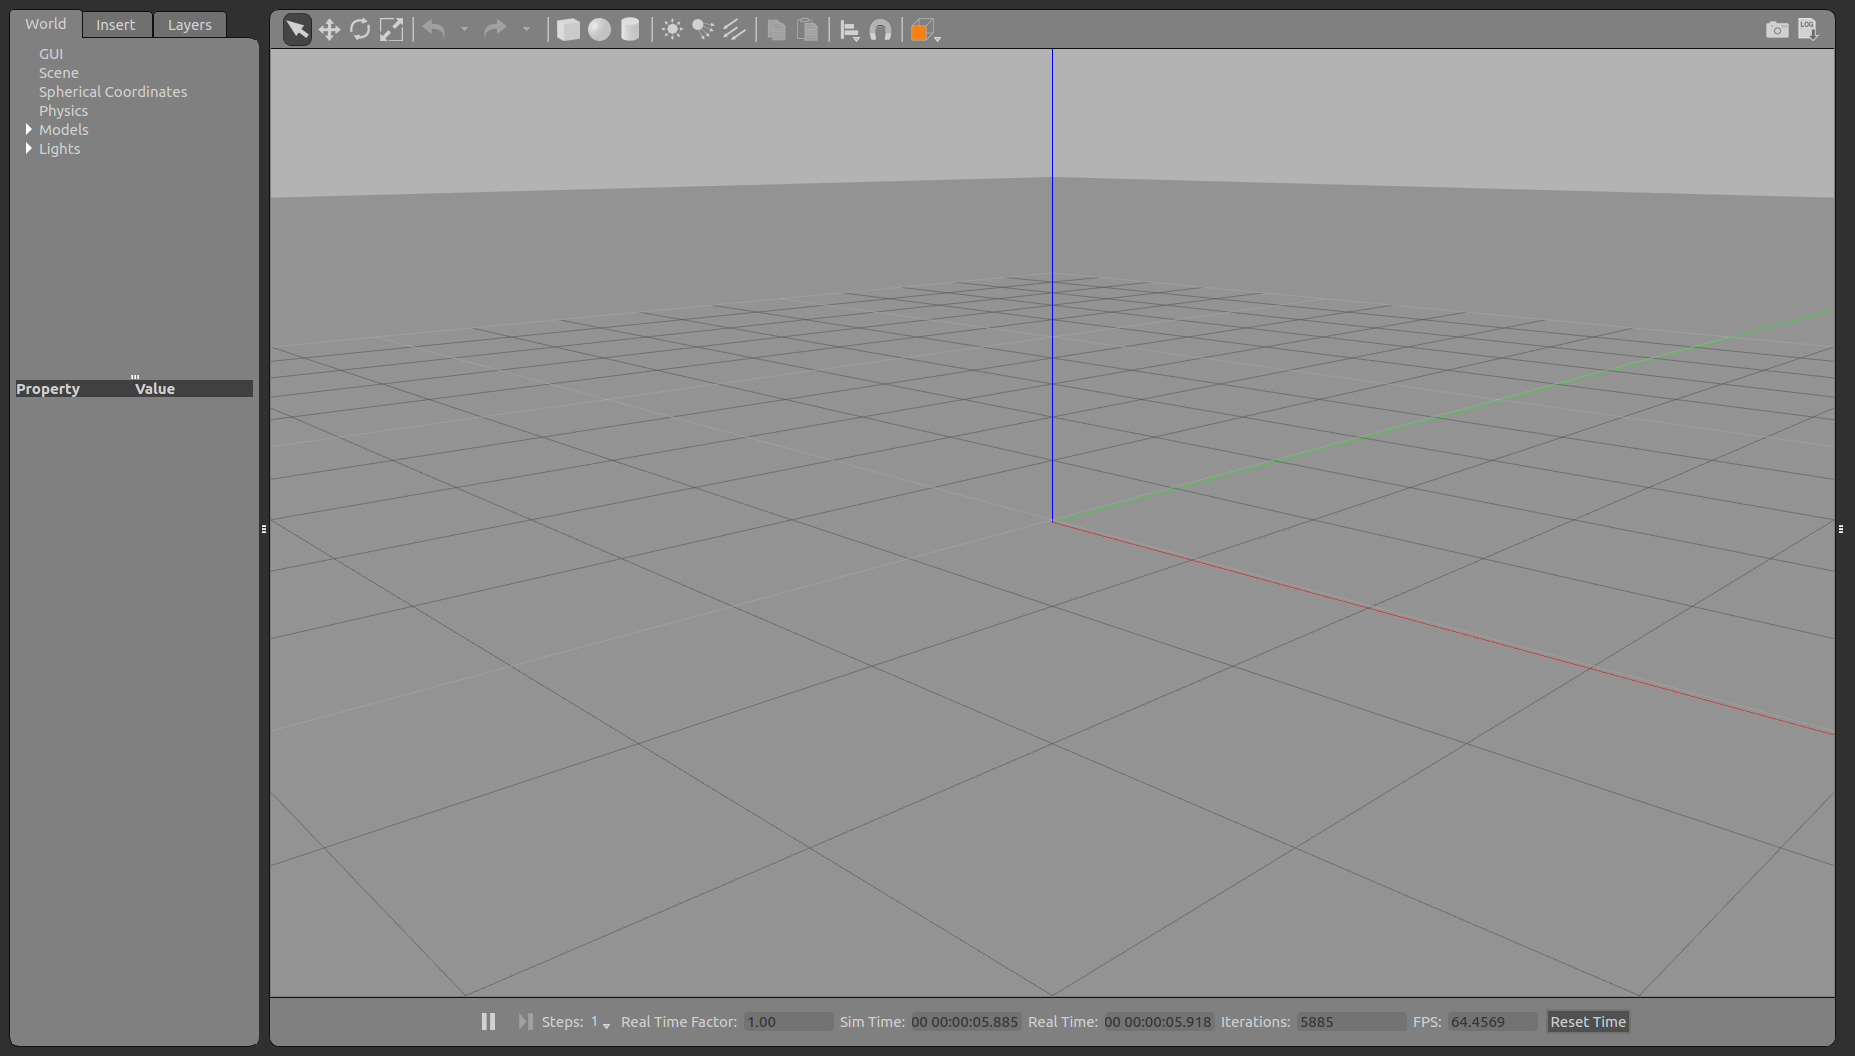 World Insert Layers
GUI
Scene
Spherical Coordinates
Physics
Models
Lights
Property Value
LOG
Steps: 1 Real Time Factor: 1.00 Sim Time: 00 00:00:05.885 Real Time: 00 00:00:05.918 Iterations: 5885 FPS: 64.4569 Reset Time